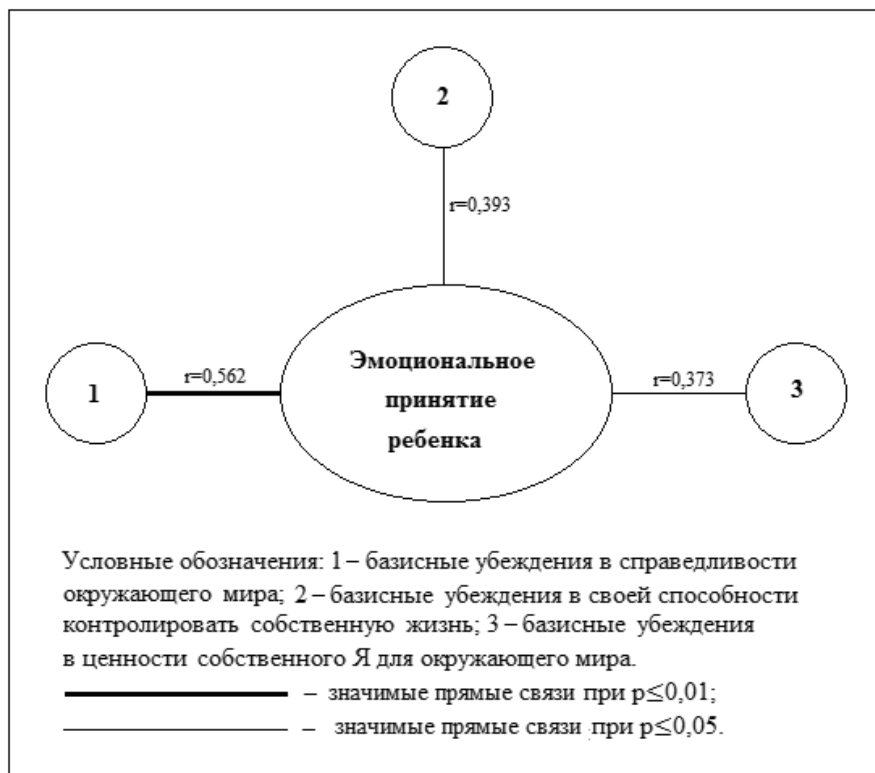 2
r=0,393
Эмоциональное
принятие
ребенка
r=0,562
1
r=0,373
3
Условные обозначения: 1 – базисные убеждения в справедливости
окружающего мира; 2 – базисные убеждения в своей способности
контролировать собственную жизнь; 3 – базисные убеждения
в ценности собственного Я для окружающего мира.
– значимые прямые связи при p≤0,01;
– значимые прямые связи при p≤0,05.